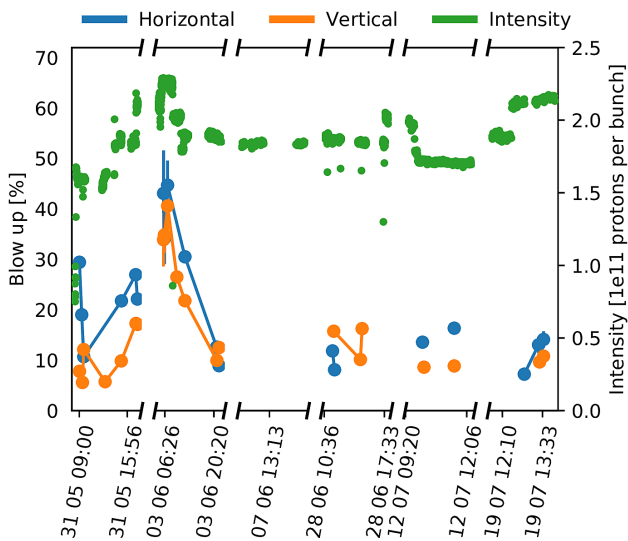 Horizontal Vertical Intensity
70
60
50
40
30
20
10
0
Blow up [%]
2.5
2.0
1.5
1.0
0.5
0.0
Intensity [1e11 protons per bunch]
31 05 09:00
31 05 15:56
03 06 06:26
03 06 20:20
07 06 13:13
28 06 10:36
28 06 17:33
12 07 09:20
12 07 12:06
19 07 12:10
19 07 13:33